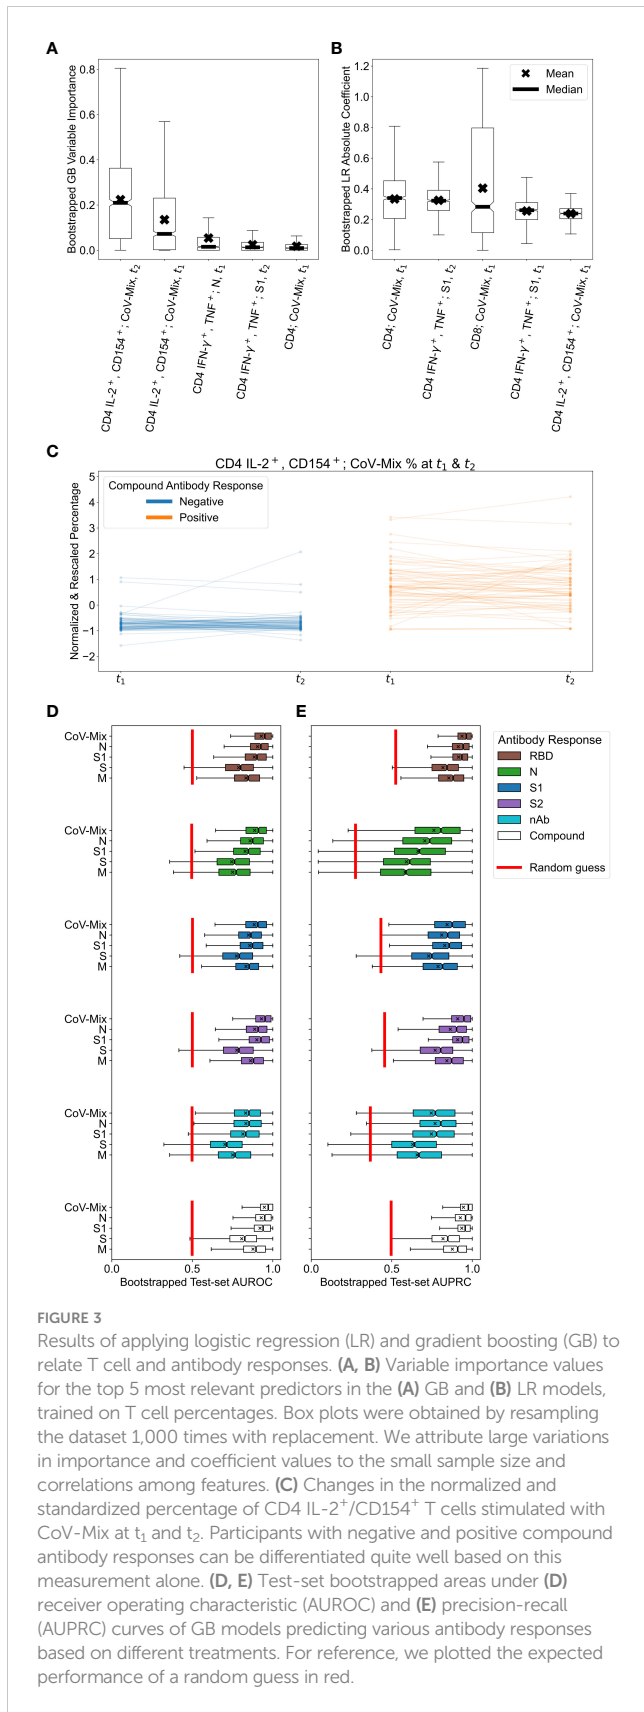 A
B
Bootstrapped GB Variable Importance
0.8
0.6
0.4
0.2
0.0
CD4 IL-2+, CD154+; CoV-Mix, t2
CD4 IL-2+, CD154+; CoV-Mix, t1
CD4 IFN-γ+, TNF+; N, t1
CD4 IFN-γ+, TNF+; S1, t2
CD4; CoV-Mix, t1
Bootstrapped LR Absolute Coefficient
1.2
1.0
0.8
0.6
0.4
0.2
0.0
Mean
Median
CD4; CoV-Mix, t1
CD4 IFN-γ+, TNF+; S1, t2
CD8; CoV-Mix, t1
CD4 IFN-γ+, TNF+; S1, t1
CD4 IL-2+, CD154+; CoV-Mix, t1
C
CD4 IL-2+, CD154+; CoV-Mix % at t1 & t2
Normalized & Rescaled Percentage
5
4
3
2
1
0
−1
−2
Compound Antibody Response
Negative
Positive
t1
t2
t1
t2
D
E
CoV-Mix
N
S1
S
M
CoV-Mix
N
S1
S
M
CoV-Mix
N
S1
S
M
CoV-Mix
N
S1
S
M
CoV-Mix
N
S1
S
M
CoV-Mix
N
S1
S
M
0.0
0.5
1.0
Bootstrapped Test-set AUROC
0.0
0.5
1.0
Bootstrapped Test-set AUPRC
Antibody Response
RBD
N
S1
S2
nAb
Compound
Random guess
FIGURE 3
Results of applying logistic regression (LR) and gradient boosting (GB) to
relate T cell and antibody responses. (A, B) Variable importance values
for the top 5 most relevant predictors in the (A) GB and (B) LR models,
trained on T cell percentages. Box plots were obtained by resampling
the dataset 1,000 times with replacement. We attribute large variations
in importance and coefficient values to the small sample size and
correlations among features. (C) Changes in the normalized and
standardized percentage of CD4 IL-2+/CD154+ T cells stimulated with
CoV-Mix at t1 and t2. Participants with negative and positive compound
antibody responses can be differentiated quite well based on this
measurement alone. (D, E) Test-set bootstrapped areas under (D)
receiver operating characteristic (AUROC) and (E) precision-recall
(AUPRC) curves of GB models predicting various antibody responses
based on different treatments. For reference, we plotted the expected
performance of a random guess in red.